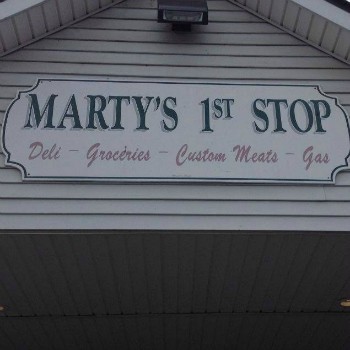 MARTY'S 1ST STOP
Deli - Groceries - Custom Meats - Gas